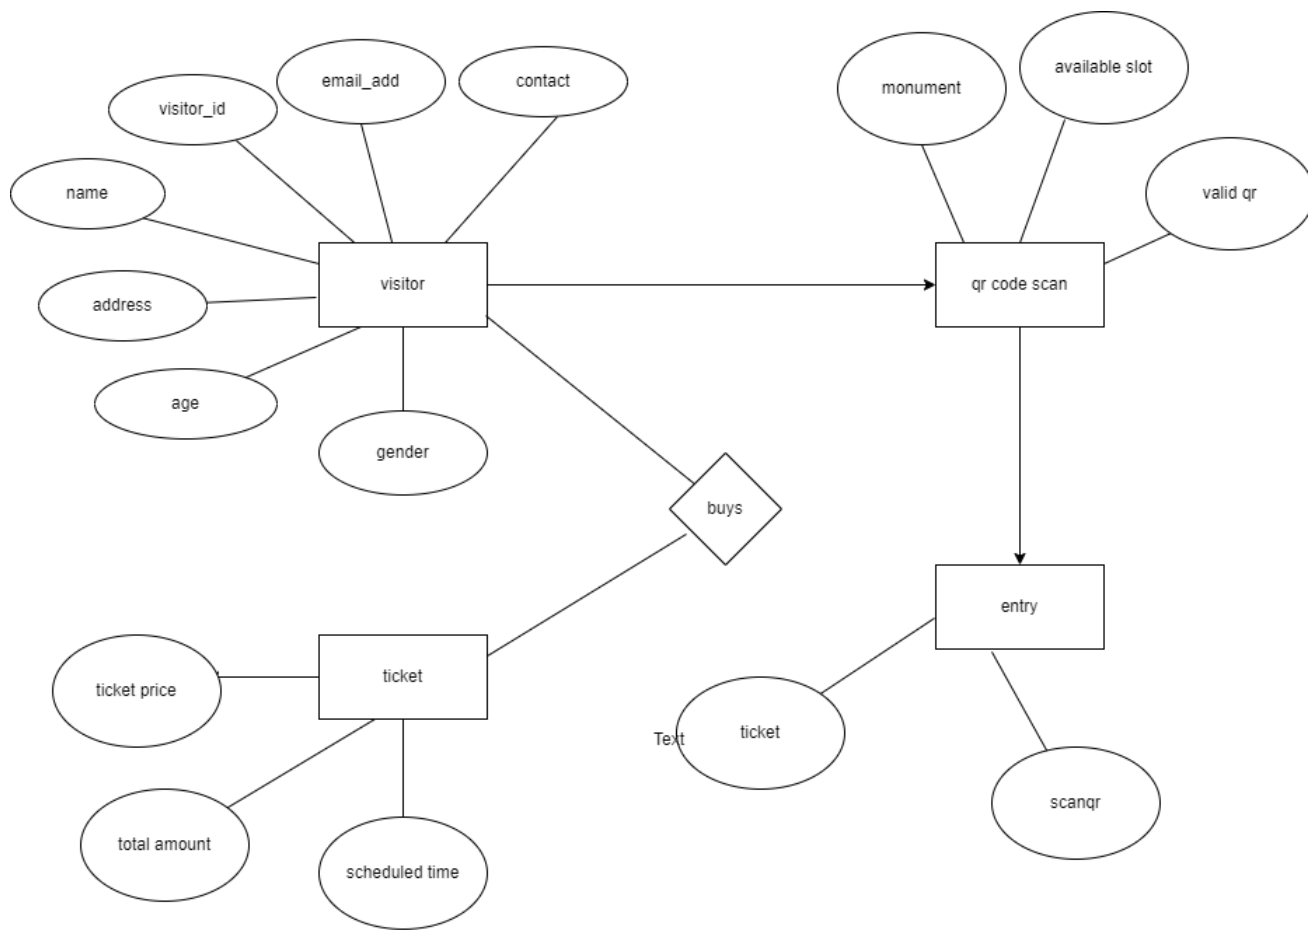 email_add
contact
available slot
monument
visitor_id
name
valid qr
visitor
qr code scan
address
age
gender
buys
entry
ticket
ticket price
Text
ticket
scanqr
total amount
scheduled time